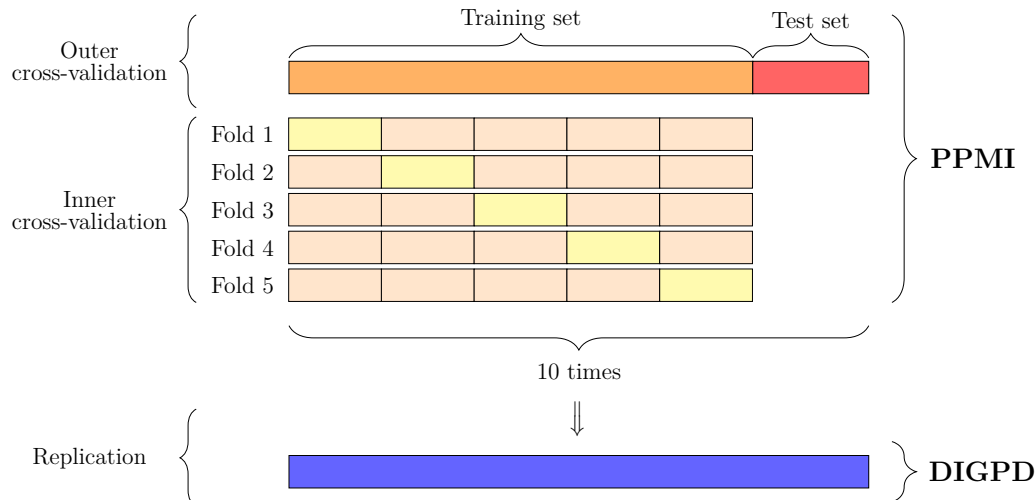 Training set
Test set
Outer
cross-validation
Fold 1
Fold 2
Fold 3
Fold 4
Fold 5
Inner
cross-validation
PPMI
10 times
⇓
Replication
DIGPD